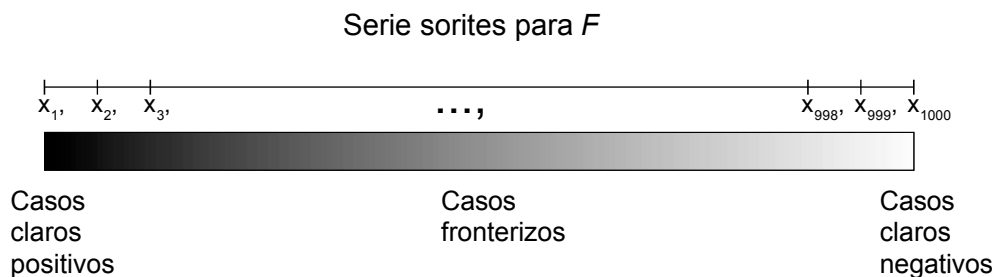 Serie sorites para F
x₁, x₂, x₃, ..., x₉₉₈, x₉₉₉, x₁₀₀₀
Casos
claros
positivos
Casos
fronterizos
Casos
claros
negativos